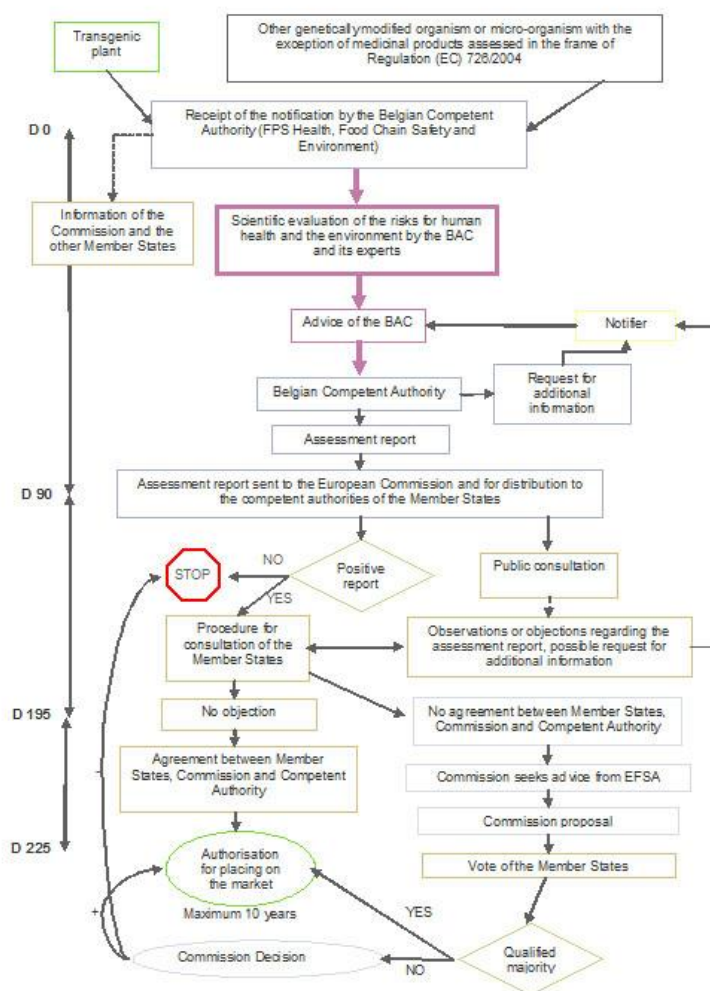 Transgenic
plant
Other genetically modified organism or micro-organism with the
exception of medicinal products assessed in the frame of
Regulation (EC) 726/2004
D 0
Receipt of the notification by the Belgian Competent
Authority (FPS Health, Food Chain Safety and
Environment)
Information of the
Commission and the
other Member States
Scientific evaluation of the risks for human
health and the environment by the BAC
and its experts
Advice of the BAC
Notifier
Belgian Competent Authority
Request for
additional
information
Assessment report
D 90
Assessment report sent to the European Commission and for distribution to
the competent authorities of the Member States
STOP
NO
Positive
report
Public consultation
YES
Procedure for
consultation of the
Member States
Observations or objections regarding the
assessment report, possible request for
additional information
D 195
No objection
No agreement between Member States,
Commission and Competent Authority
Agreement between Member
States, Commission and Competent
Authority
Commission seeks advice from EFSA
Commission proposal
D 225
Authorisation
for placing on
the market
Vote of the Member States
-
+
Maximum 10 years
YES
Commission Decision
NO
Qualified
majority